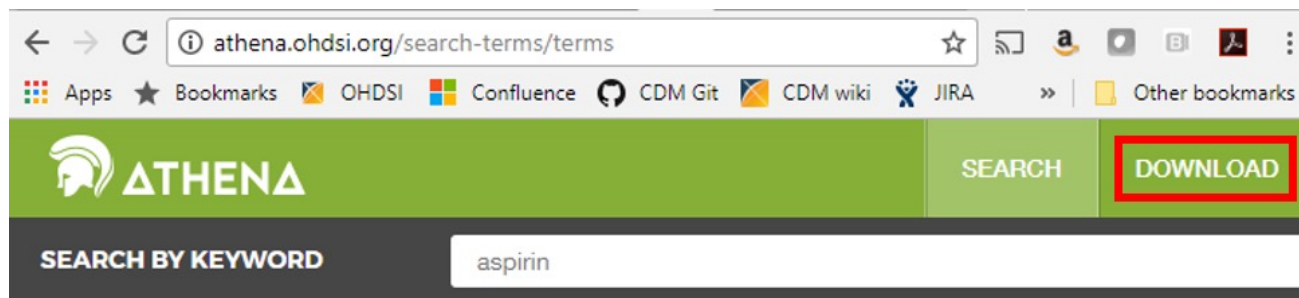 athena.ohdsi.org/search-terms/terms
Apps Bookmarks OHDSI Confluence CDM Git CDM wiki JIRA » Other bookmarks
ATHENA SEARCH DOWNLOAD
SEARCH BY KEYWORD aspirin